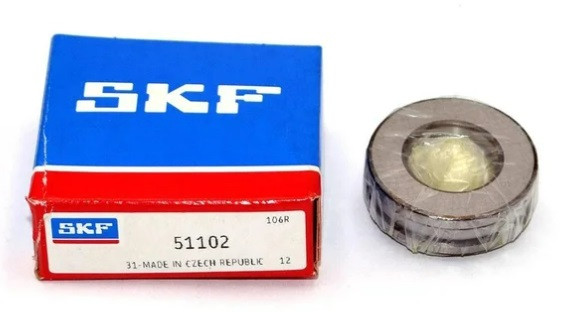 SKF
106R
SKF
51102
31-MADE IN CZECH REPUBLIC 12